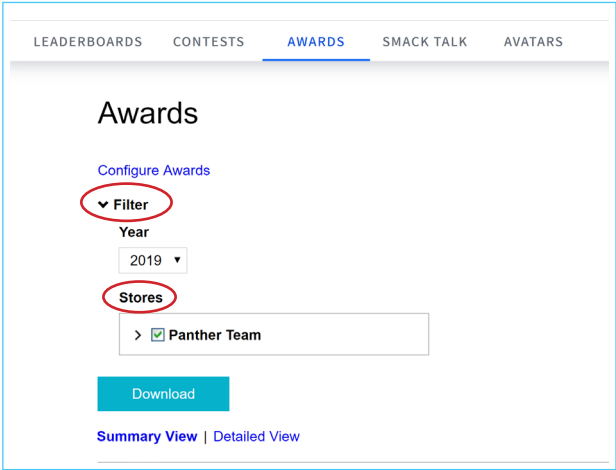 LEADERBOARDS CONTESTS AWARDS SMACK TALK AVATARS
Awards
Configure Awards
Filter
Year
2019
Stores
Panther Team
Download
Summary View | Detailed View